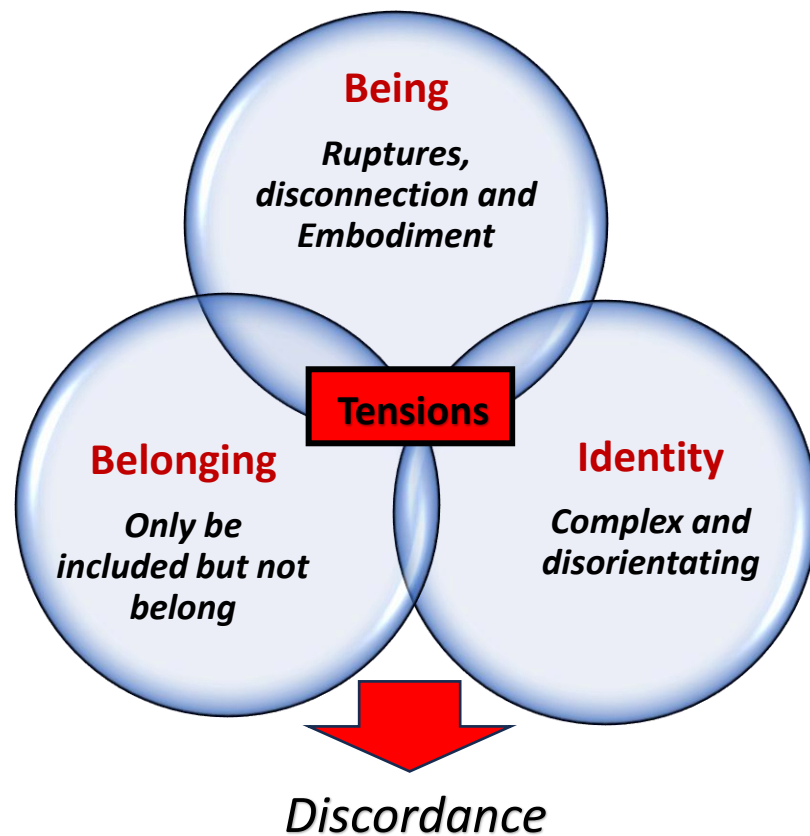 Being
Ruptures,
disconnection and
Embodiment
Tensions
Belonging
Only be
included but not
belong
Identity
Complex and
disorientating
Discordance